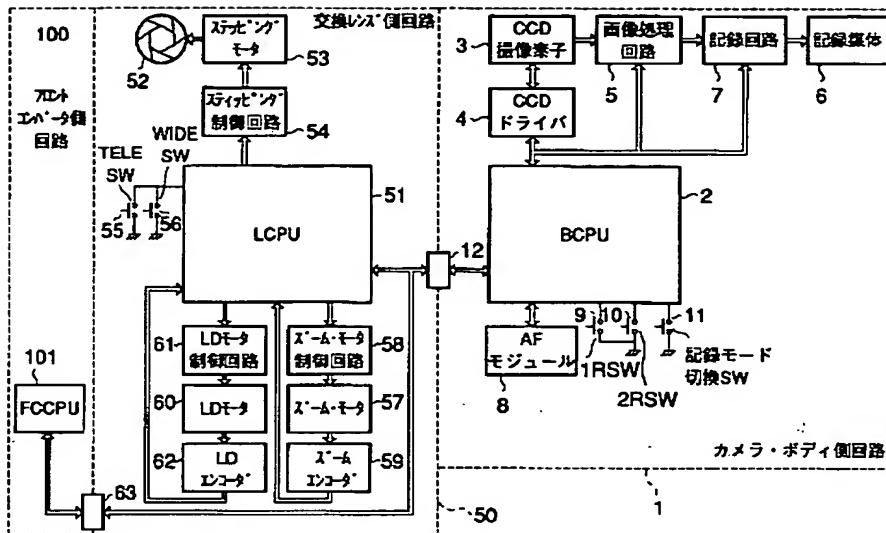 100
フロント
コンバータ側
回路
101
FCCPU
63
交換レンズ側回路
52
ステッピング
モータ
53
スティッピング
制御回路
54
TELE
SW
WIDE
SW
55
56
LCPU
51
61
LDモータ
制御回路
60
LDモータ
62
LD
エンコーダ
ズーム・モータ
制御回路
58
ズーム・モータ
57
ズーム
エンコーダ
59
12
50
3
CCD
撮像素子
画像処理
回路
5
記録回路
7
記録媒体
6
4
CCD
ドライバ
BCPU
2
AF
モジュール
8
9
10
11
1RSW
2RSW
記録モード
切換SW
カメラ・ボディ側回路
1